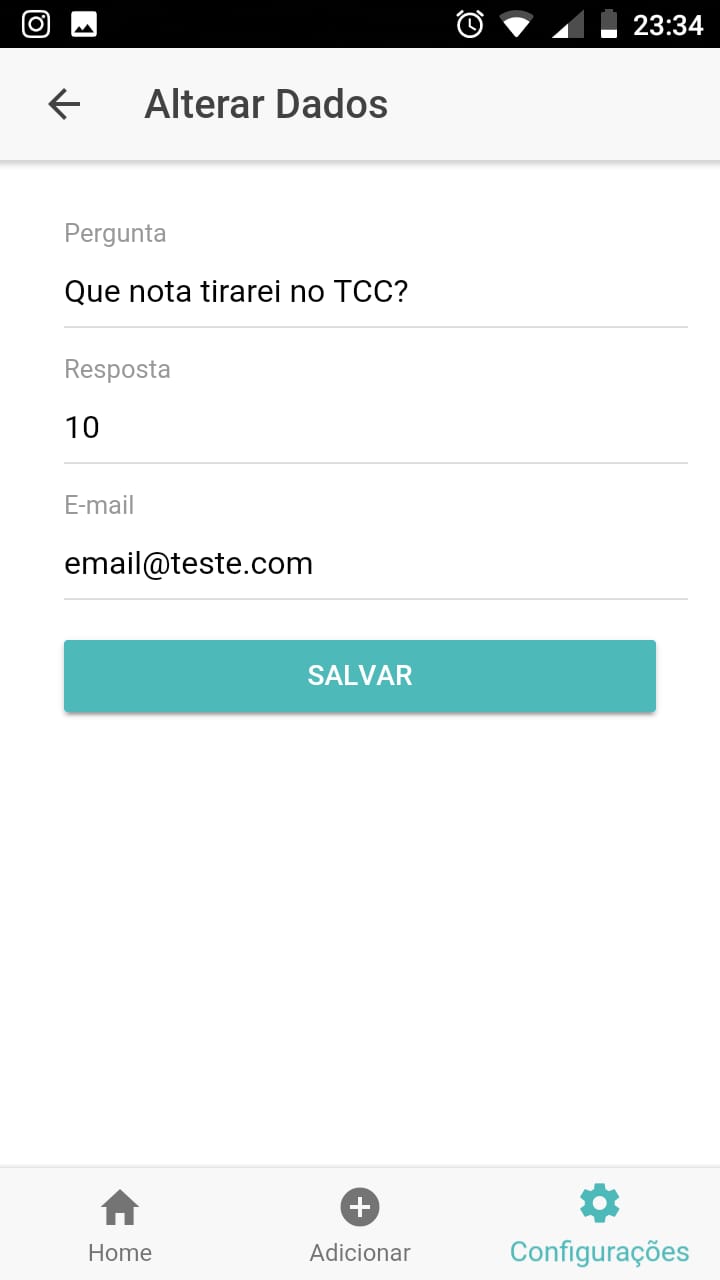 23:34
Alterar Dados
Pergunta
Que nota tirarei no TCC?
Resposta
10
E-mail
email@teste.com
SALVAR
Home
Adicionar
Configurações